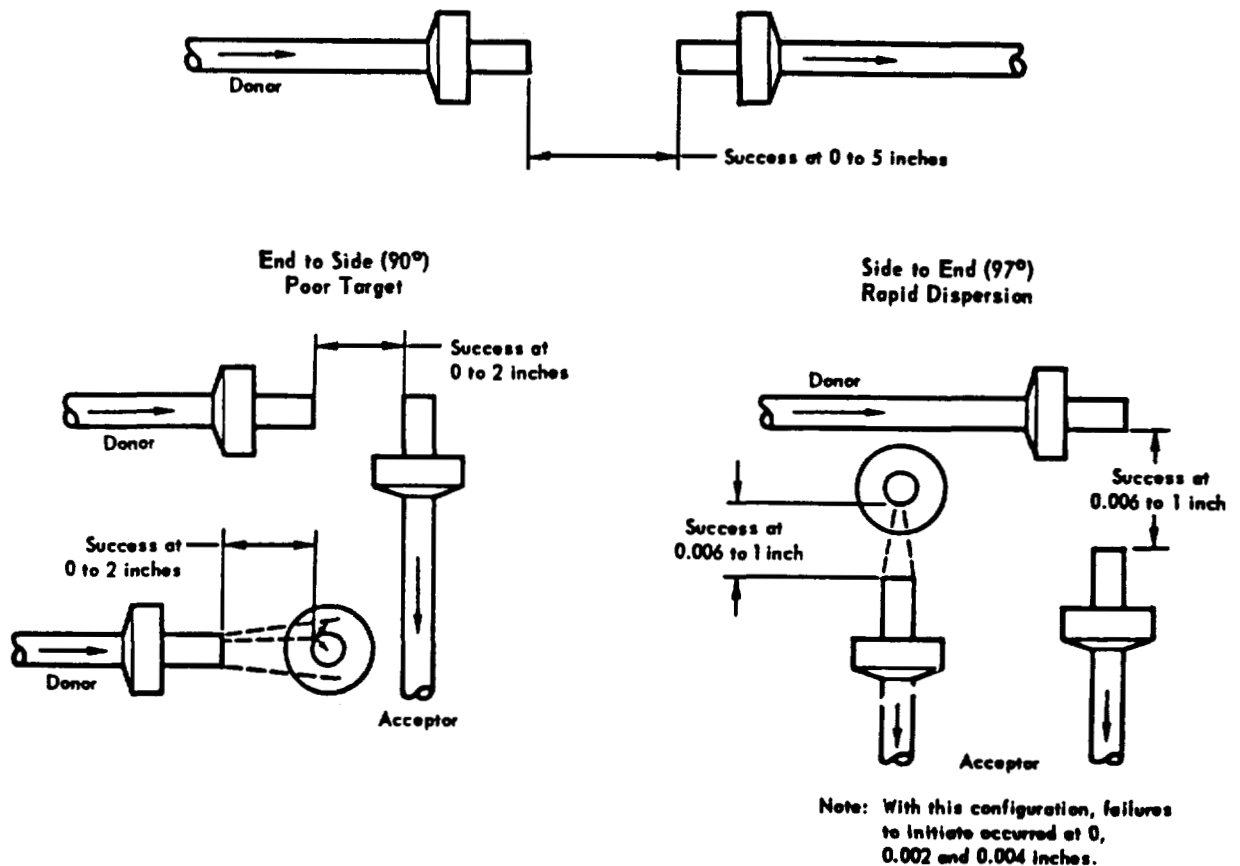 Donor
Success at 0 to 5 inches
End to Side (90°)
Poor Target
Success at
0 to 2 inches
Donor
Success at
0 to 2 inches
Donor
Acceptor
Side to End (97°)
Rapid Dispersion
Donor
Success at
0.006 to 1 inch
Success at
0.006 to 1 inch
Acceptor
Note: With this configuration, failures
to initiate occurred at 0,
0.002 and 0.004 inches.